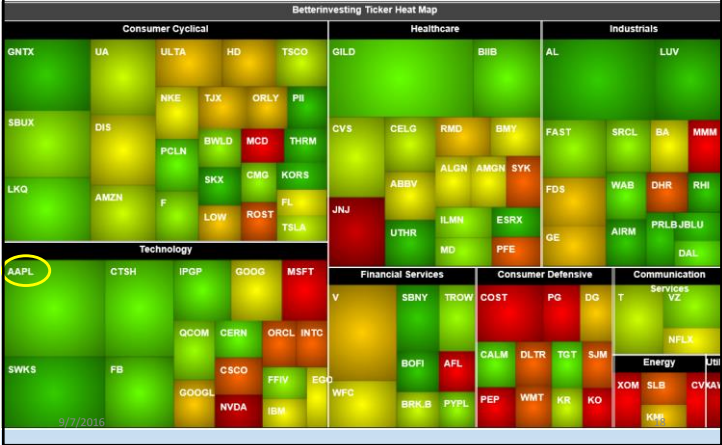 Betterinvesting Ticker Heat Map
Consumer Cyclical
GNTX UA ULTA HD TSCO
NKE TJX ORLY PII
SBUX DIS
PCLN BWLD MCD THRM
LKQ AMZN
SKX CMG KORS
F LOW ROST FL
TSLA
Healthcare
GILD BIIB
CVS CELG RMD BMY
ABBV ALGN AMGN SYK
JNJ
UTHR ILMN ESRX
MD PFE
Industrials
AL LUV
FAST SRCL BA MMM
FDS WAB DHR RHI
GE AIRM PRLB JBLU
DAL
Technology
AAPL CTSH IPGP GOOG MSFT
QCOM CERN ORCL INTC
SWKS FB CSCO
GOOGL FFIV EGO
NVDA IBM
Financial Services
V SBNY TROW
BOFI AFL
WFC BRK.B PYPL
Consumer Defensive
COST PG DG
CALM DLTR TGT SJM
PEP WMT KR KO
Communication
Services
T VZ
NFLX
Energy
XOM SLB CVX
Util
9/7/2016